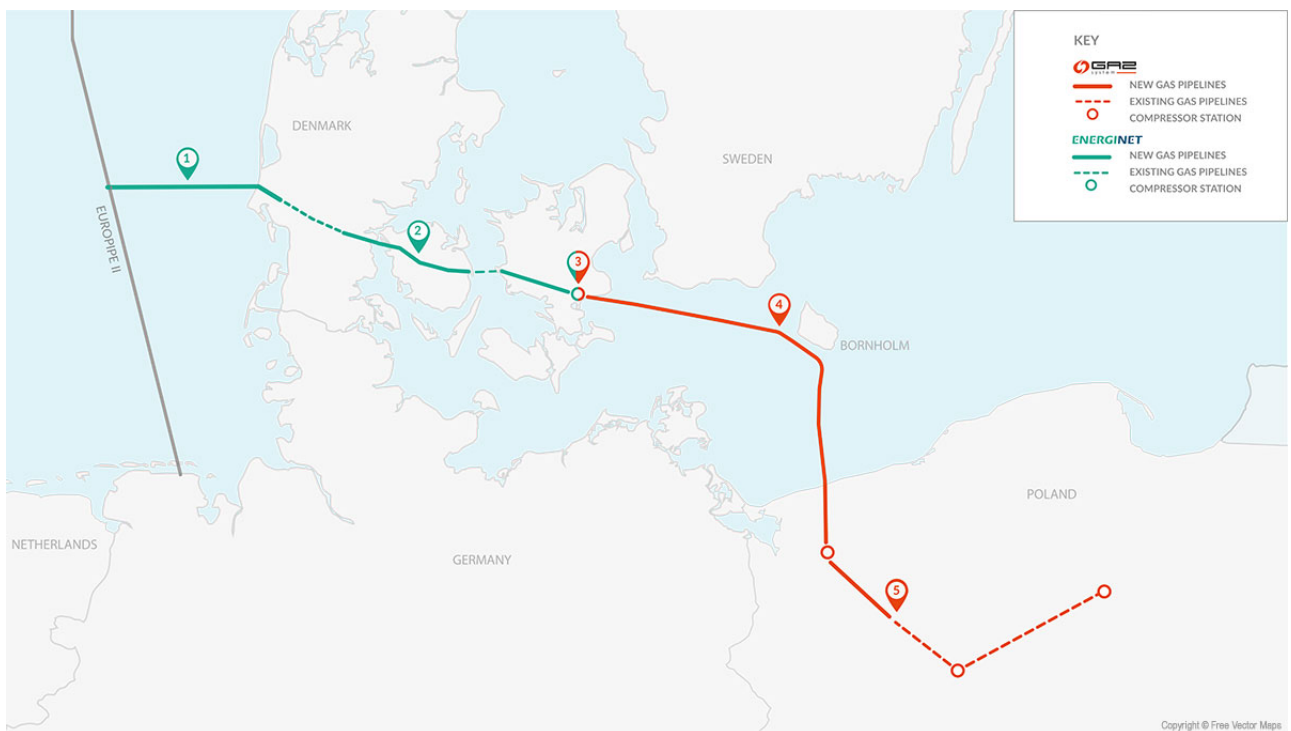 KEY
GAZ
system
NEW GAS PIPELINES
EXISTING GAS PIPELINES
COMPRESSOR STATION
ENERGINET
NEW GAS PIPELINES
EXISTING GAS PIPELINES
COMPRESSOR STATION
DENMARK
SWEDEN
1
EUROPIPE II
2
3
4
BORNHOLM
POLAND
NETHERLANDS
GERMANY
5
Copyright © Free Vector Maps